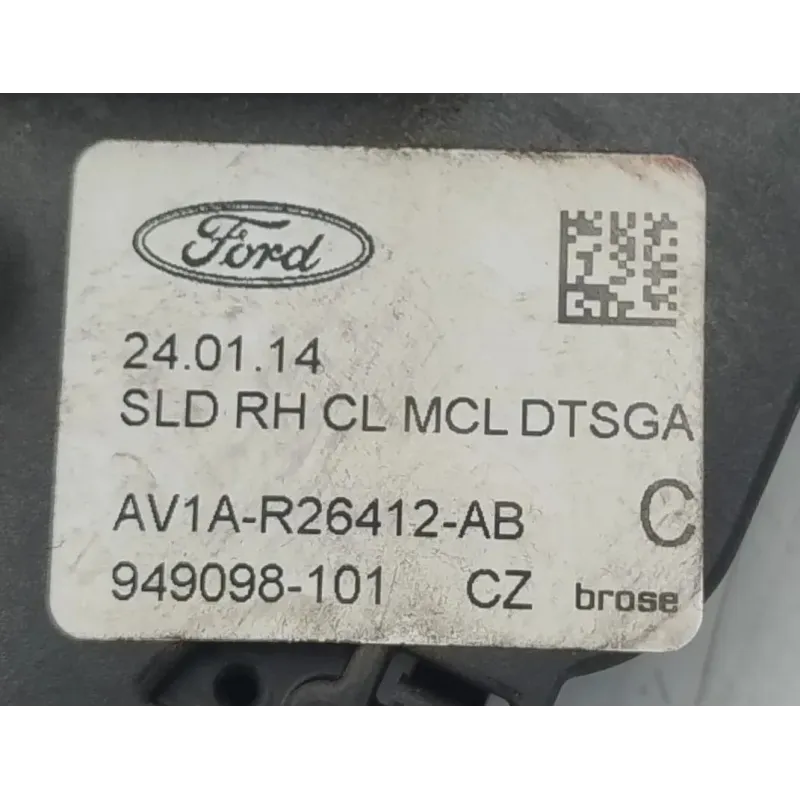 Ford
24.01.14
SLD RH CL MCL DTSGA
AV1A-R26412-AB C
949098-101 CZ brose